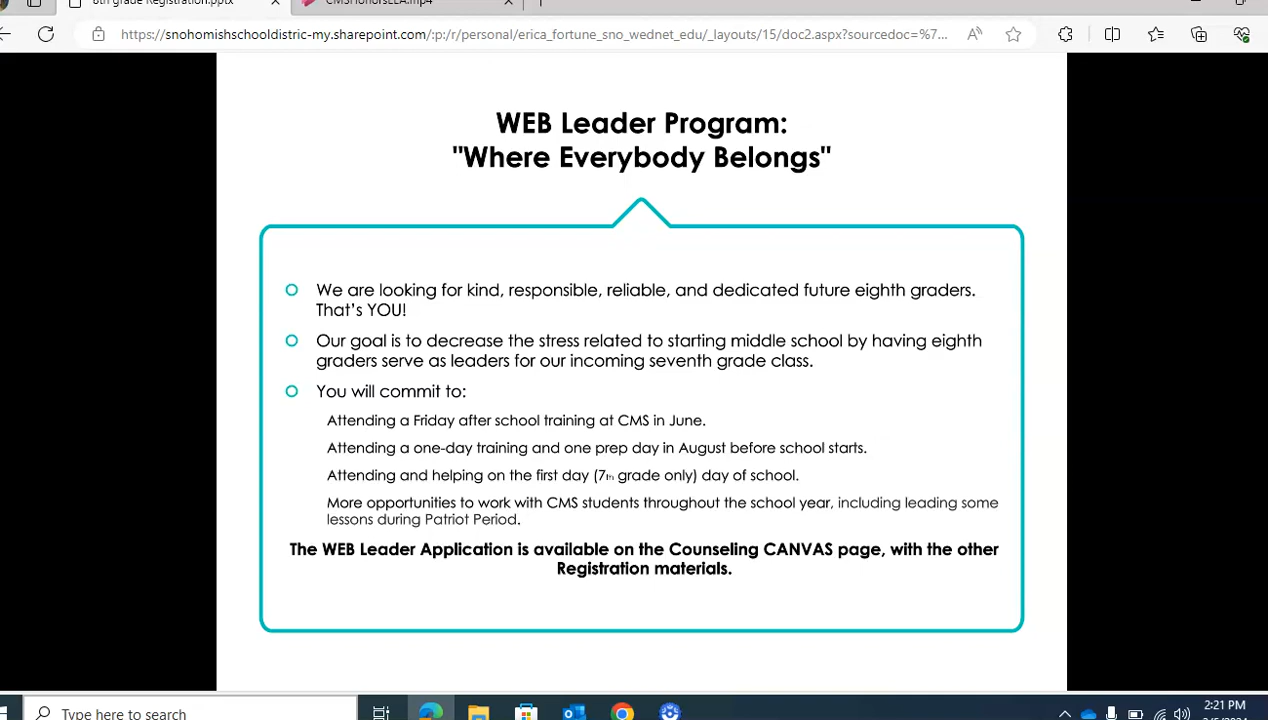 8th grade Registration.pptx
CMSHonorsELA.mp4
https://snohomishschooldistric-my.sharepoint.com/:p:/r/personal/erica_fortune_sno_wednet_edu/_layouts/15/doc2.aspx?sourcedoc=%7...
WEB Leader Program:
"Where Everybody Belongs"
We are looking for kind, responsible, reliable, and dedicated future eighth graders.
That's YOU!
Our goal is to decrease the stress related to starting middle school by having eighth
graders serve as leaders for our incoming seventh grade class.
You will commit to:
Attending a Friday after school training at CMS in June.
Attending a one-day training and one prep day in August before school starts.
Attending and helping on the first day (7th grade only) day of school.
More opportunities to work with CMS students throughout the school year, including leading some
lessons during Patriot Period.
The WEB Leader Application is available on the Counseling CANVAS page, with the other
Registration materials.
2:21 PM
Type here to search